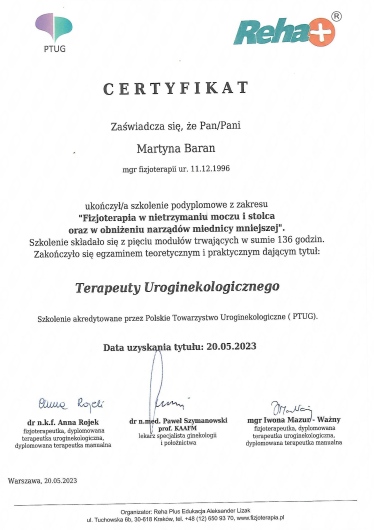 PTUG
Reha+®
CERTYFIKAT
Zaświadcza się, że Pan/Pani
Martyna Baran
mgr fizjoterapii ur. 11.12.1996
ukończył/a szkolenie podyplomowe z zakresu
"Fizjoterapia w nietrzymaniu moczu i stolca
oraz w obniżeniu narządów miednicy mniejszej".
Szkolenie składało się z pięciu modułów trwających w sumie 136 godzin.
Zakończyło się egzaminem teoretycznym i praktycznym dającym tytuł:
Terapeuty Uroginekologicznego
Szkolenie akredytowane przez Polskie Towarzystwo Uroginekologiczne ( PTUG).
Data uzyskania tytułu: 20.05.2023
dr n.k.f. Anna Rojek
fizjoterapeutka, dyplomowana
terapeutka uroginekologiczna,
dyplomowana terapeutka manualna
dr n.med. Paweł Szymanowski
prof. KAAFM
lekarz specjalista ginekologii
i położnictwa
mgr Iwona Mazur - Ważny
fizjoterapeutka, dyplomowana
terapeutka uroginekologiczna,
dyplomowana terapeutka manualna
Warszawa, 20.05.2023
Organizator: Reha Plus Edukacja Aleksander Lizak
ul. Tuchowska 6b, 30-618 Kraków, tel. +48 (12) 650 93 70, www.fizjoterapia.pl